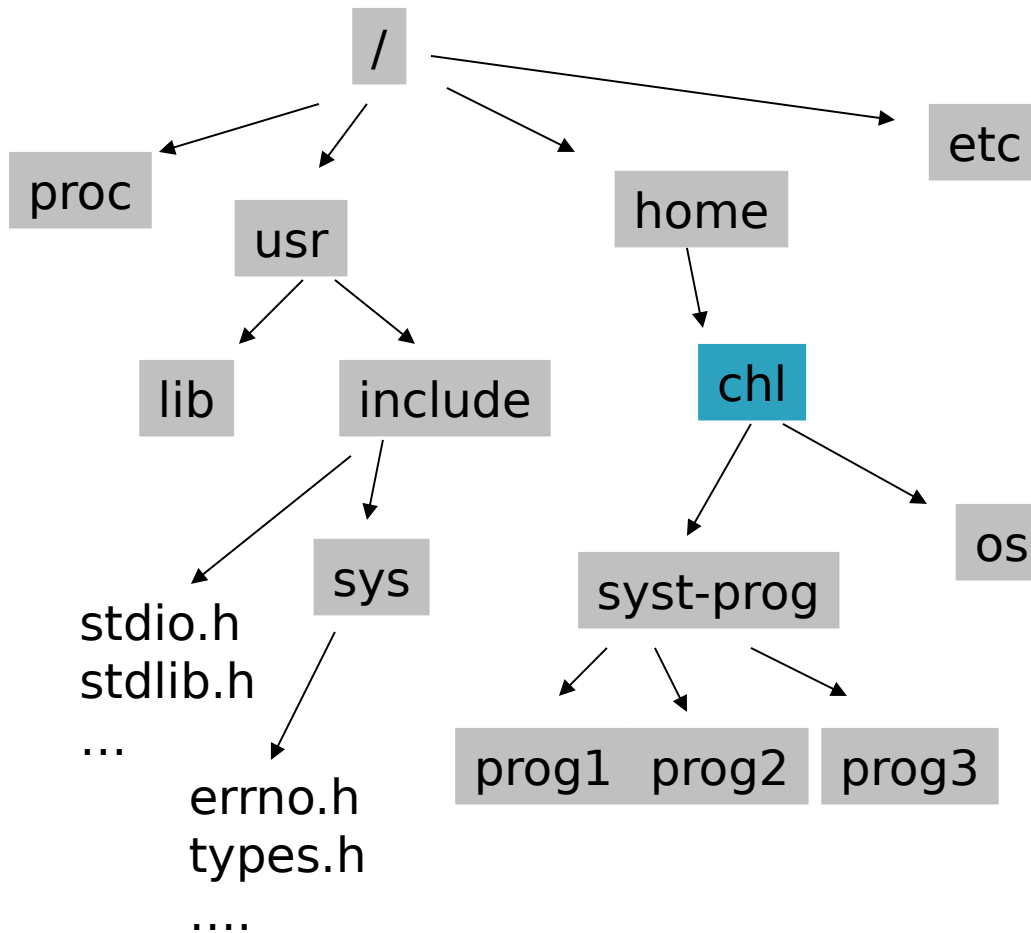 /
etc
proc
home
usr
chl
lib
include
os
sys
syst-prog
stdio.h
stdlib.h
...
prog1 prog2 prog3
errno.h
types.h
....